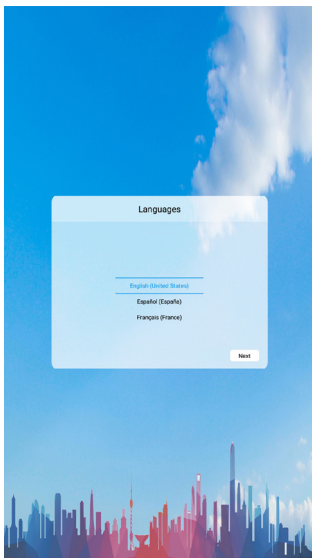 Languages
English (United States)
Español (España)
Français (France)
Next